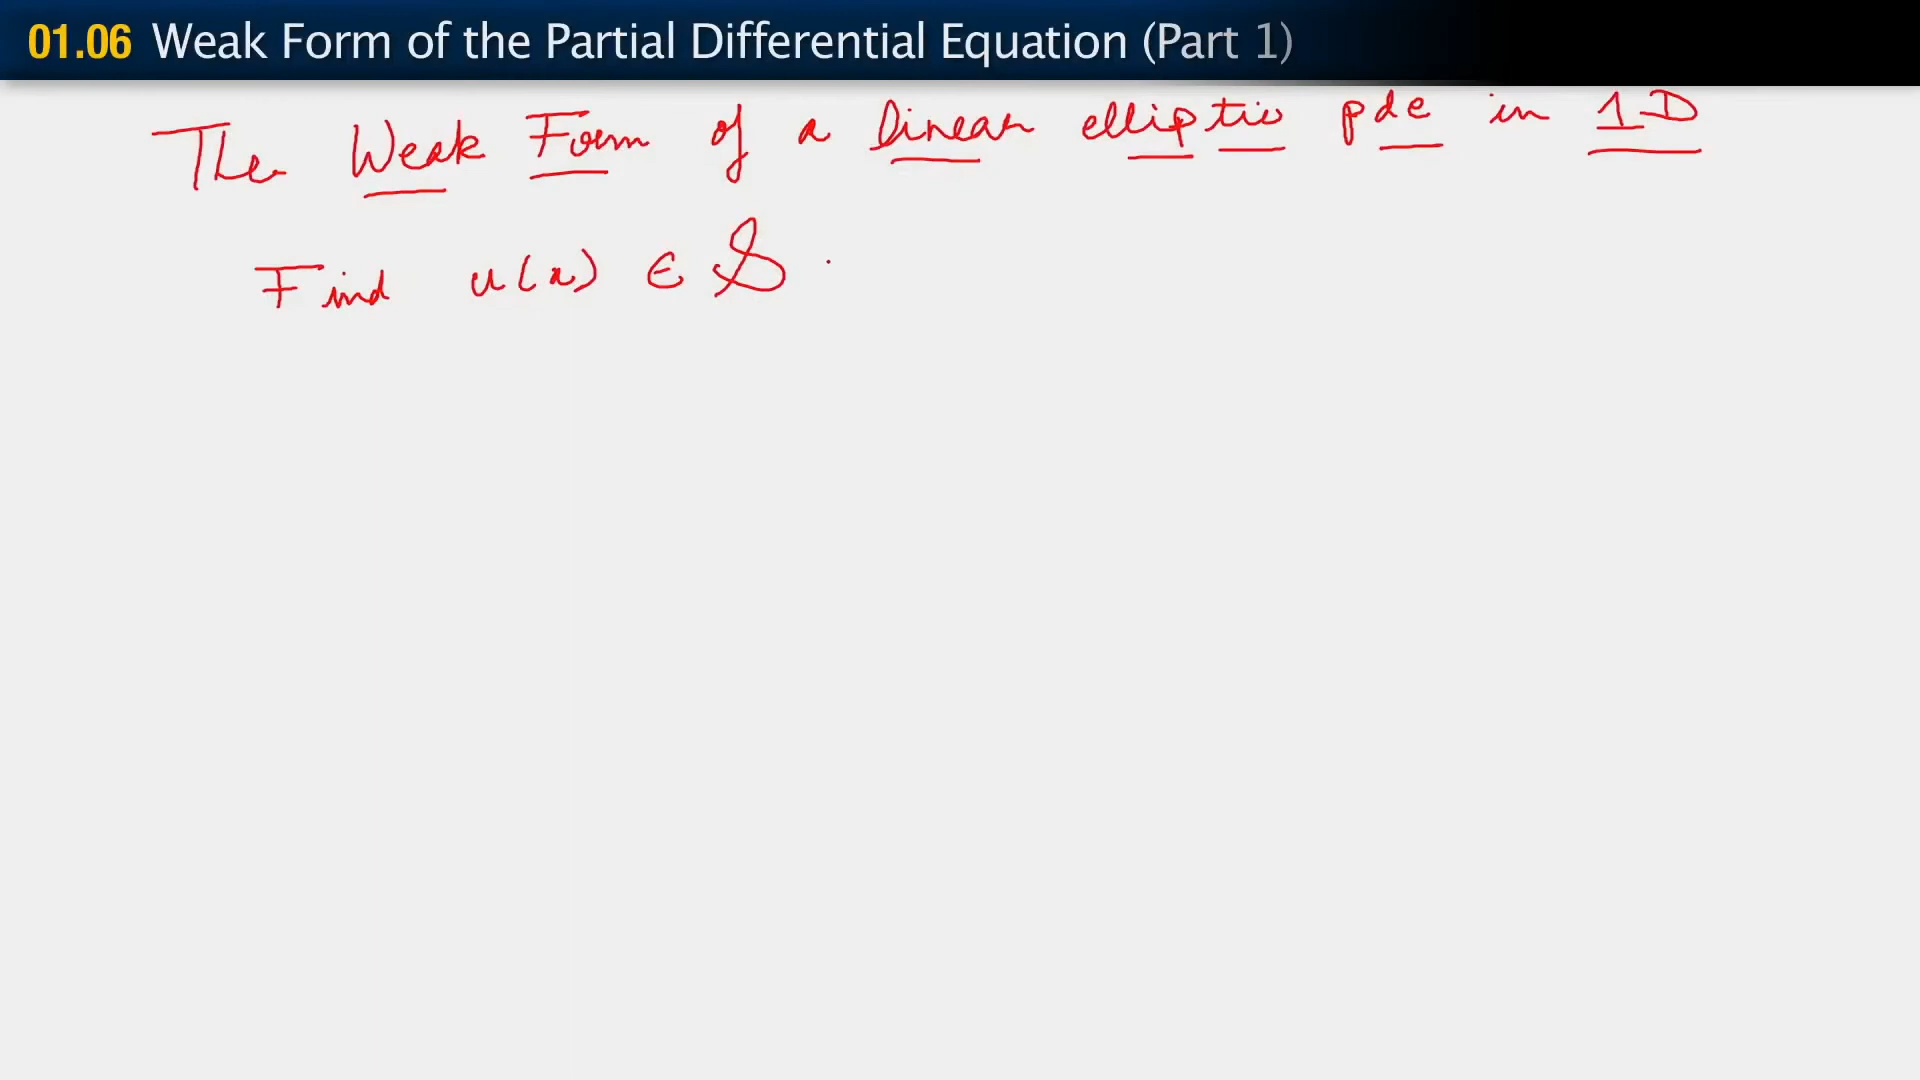 01.06 Weak Form of the Partial Differential Equation (Part 1)
The Weak Form of a linear elliptic pde in 1D
Find u(x) ∈ 𝒮